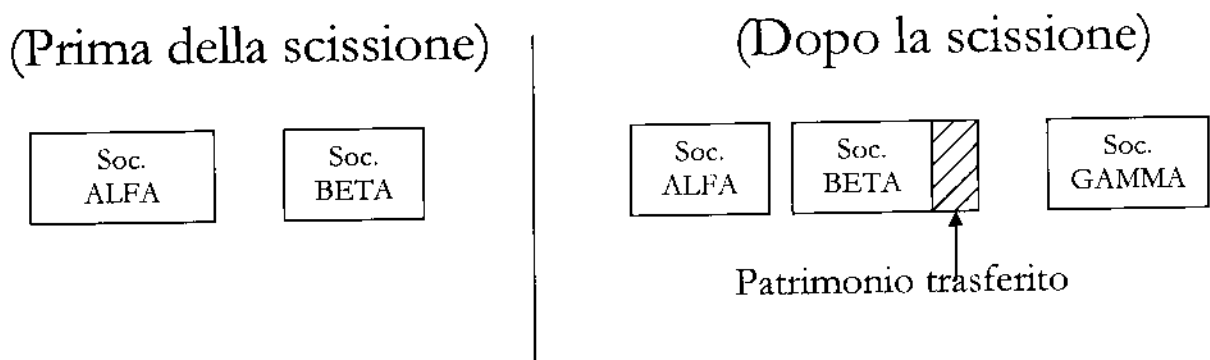 (Prima della scissione)
(Dopo la scissione)
Soc.
ALFA
Soc.
BETA
Soc.
ALFA
Soc.
BETA
Soc.
GAMMA
Patrimonio trasferito